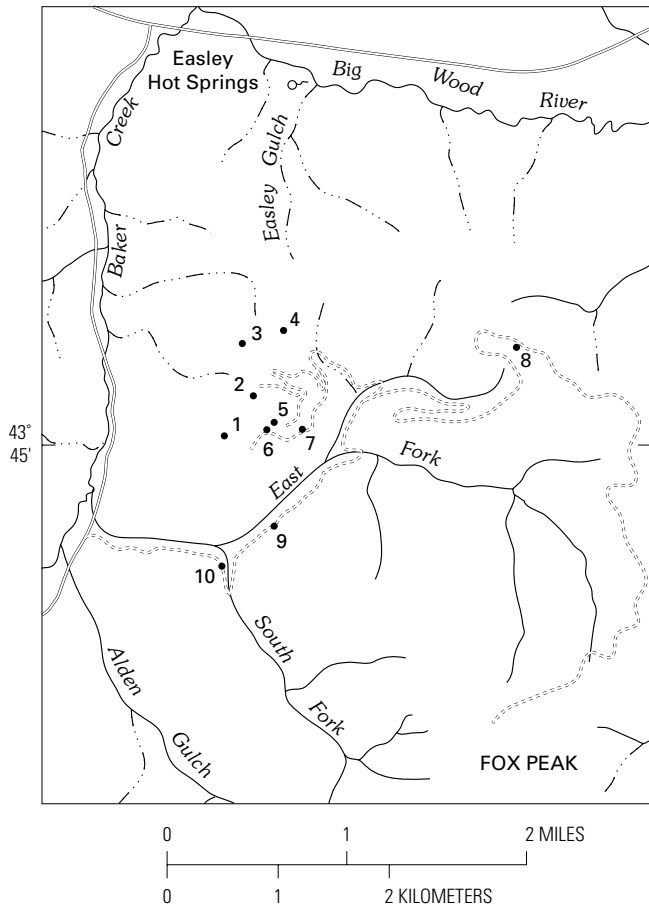 Easley
Hot Springs
Big Wood River
Creek
Easley Gulch
Baker
4
3
8
2
5
1
6
7
43°
45'
East Fork
9
10
South Fork
Alden Gulch
FOX PEAK
0 1 2 MILES
0 1 2 KILOMETERS